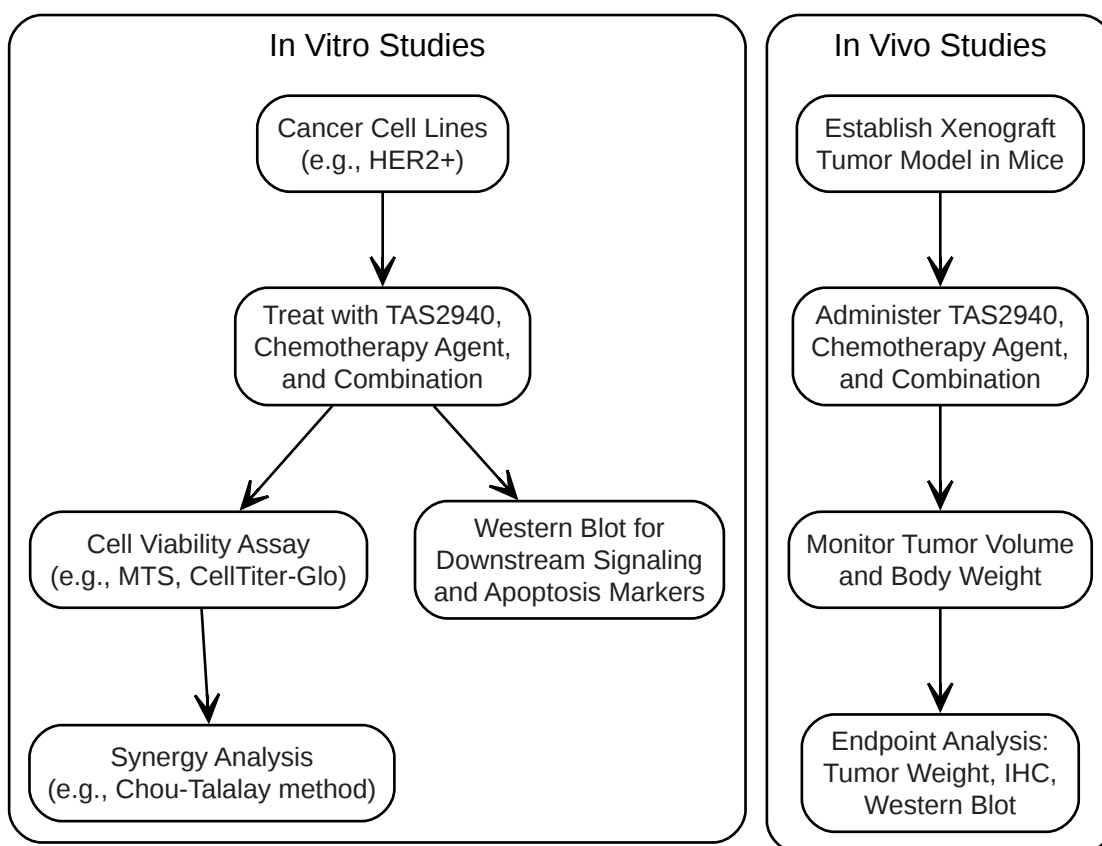 In Vitro Studies
Cancer Cell Lines
(e.g., HER2+)
Treat with TAS2940,
Chemotherapy Agent,
and Combination
Cell Viability Assay
(e.g., MTS, CellTiter-Glo)
Western Blot for
Downstream Signaling
and Apoptosis Markers
Synergy Analysis
(e.g., Chou-Talalay method)
In Vivo Studies
Establish Xenograft
Tumor Model in Mice
Administer TAS2940,
Chemotherapy Agent,
and Combination
Monitor Tumor Volume
and Body Weight
Endpoint Analysis:
Tumor Weight, IHC,
Western Blot